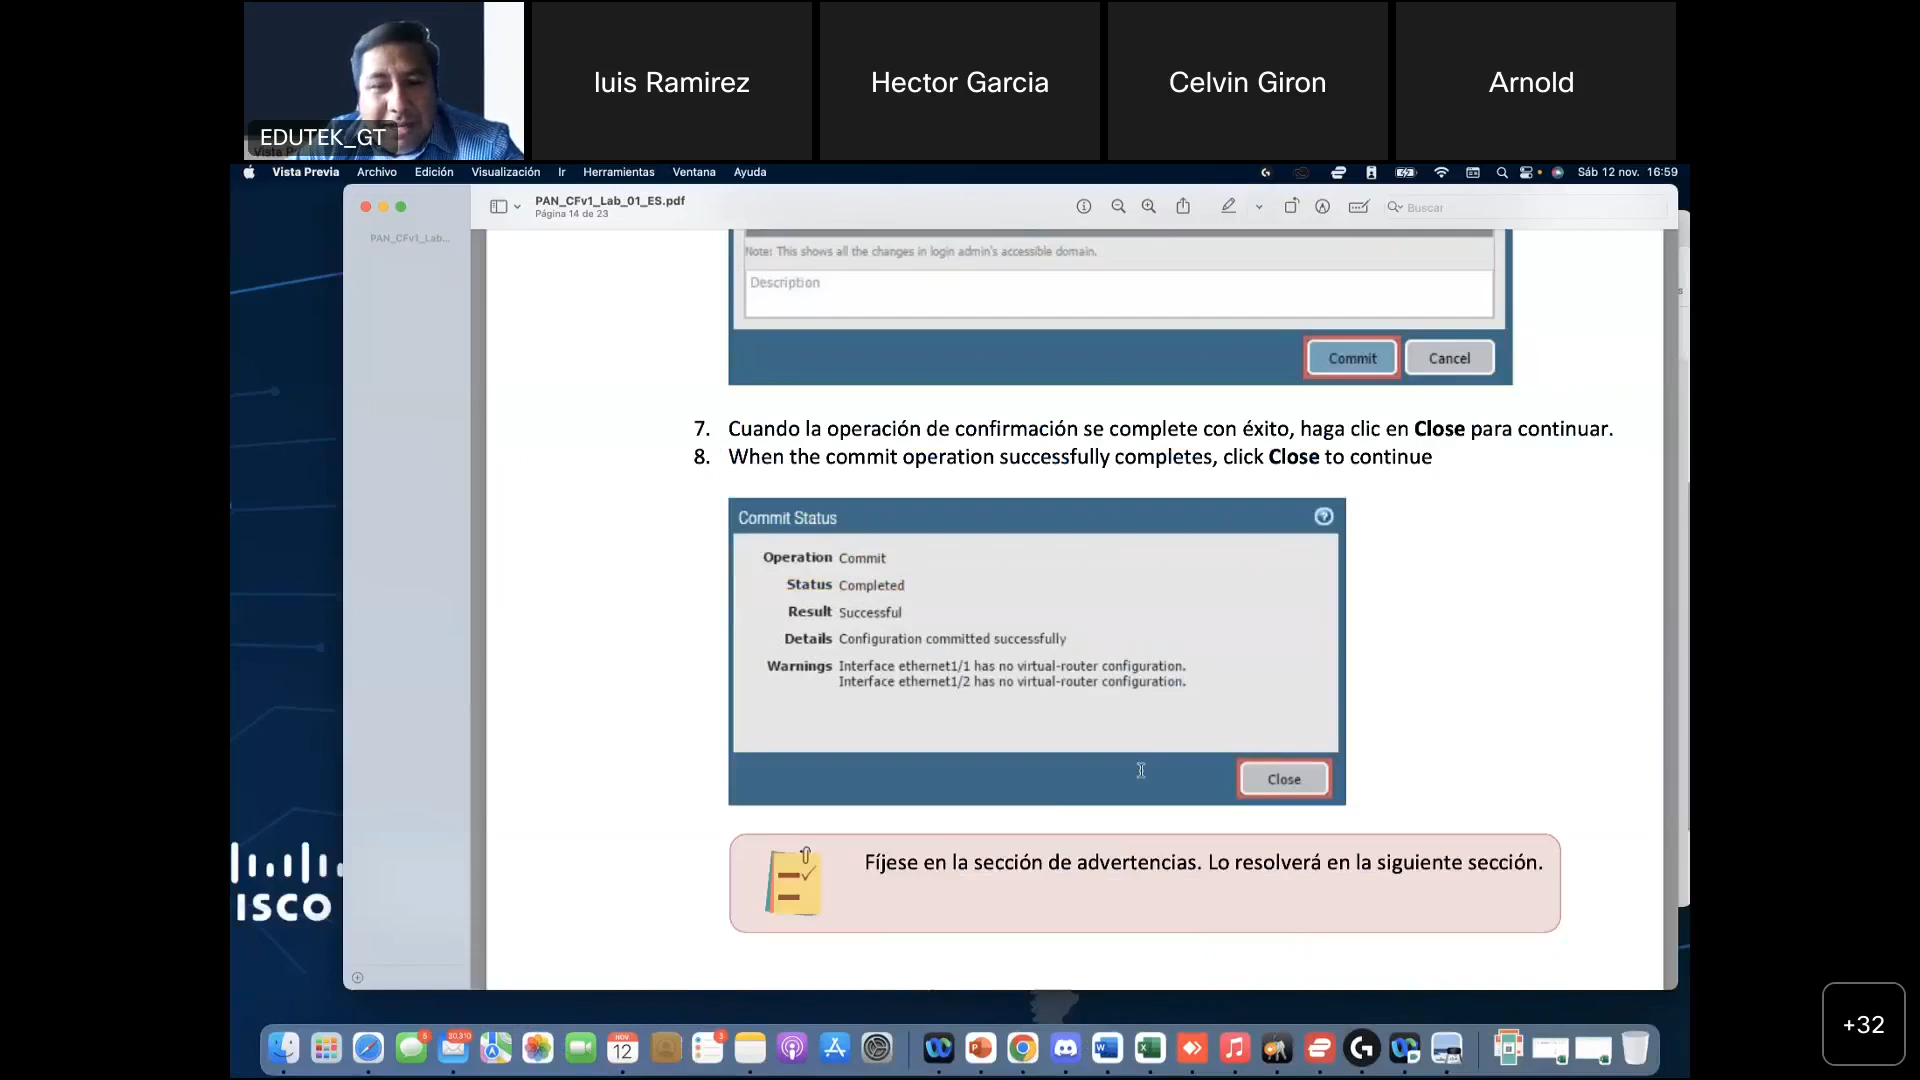 luis Ramirez
Hector Garcia
Celvin Giron
Arnold
EDUTEK_GT
Vista Previa Archivo Edición Visualización Ir Herramientas Ventana Ayuda
Sáb 12 nov. 16:59
PAN_CFv1_Lab_01_ES.pdf
Página 14 de 23
Buscar
PAN_CFv1_Lab...
Note: This shows all the changes in login admin's accessible domain.
Description
Commit Cancel
7. Cuando la operación de confirmación se complete con éxito, haga clic en Close para continuar.
8. When the commit operation successfully completes, click Close to continue
Commit Status
Operation Commit
Status Completed
Result Successful
Details Configuration committed successfully
Warnings Interface ethernet1/1 has no virtual-router configuration.
Interface ethernet1/2 has no virtual-router configuration.
Close
Fíjese en la sección de advertencias. Lo resolverá en la siguiente sección.
ISCO
NOV
12
+32